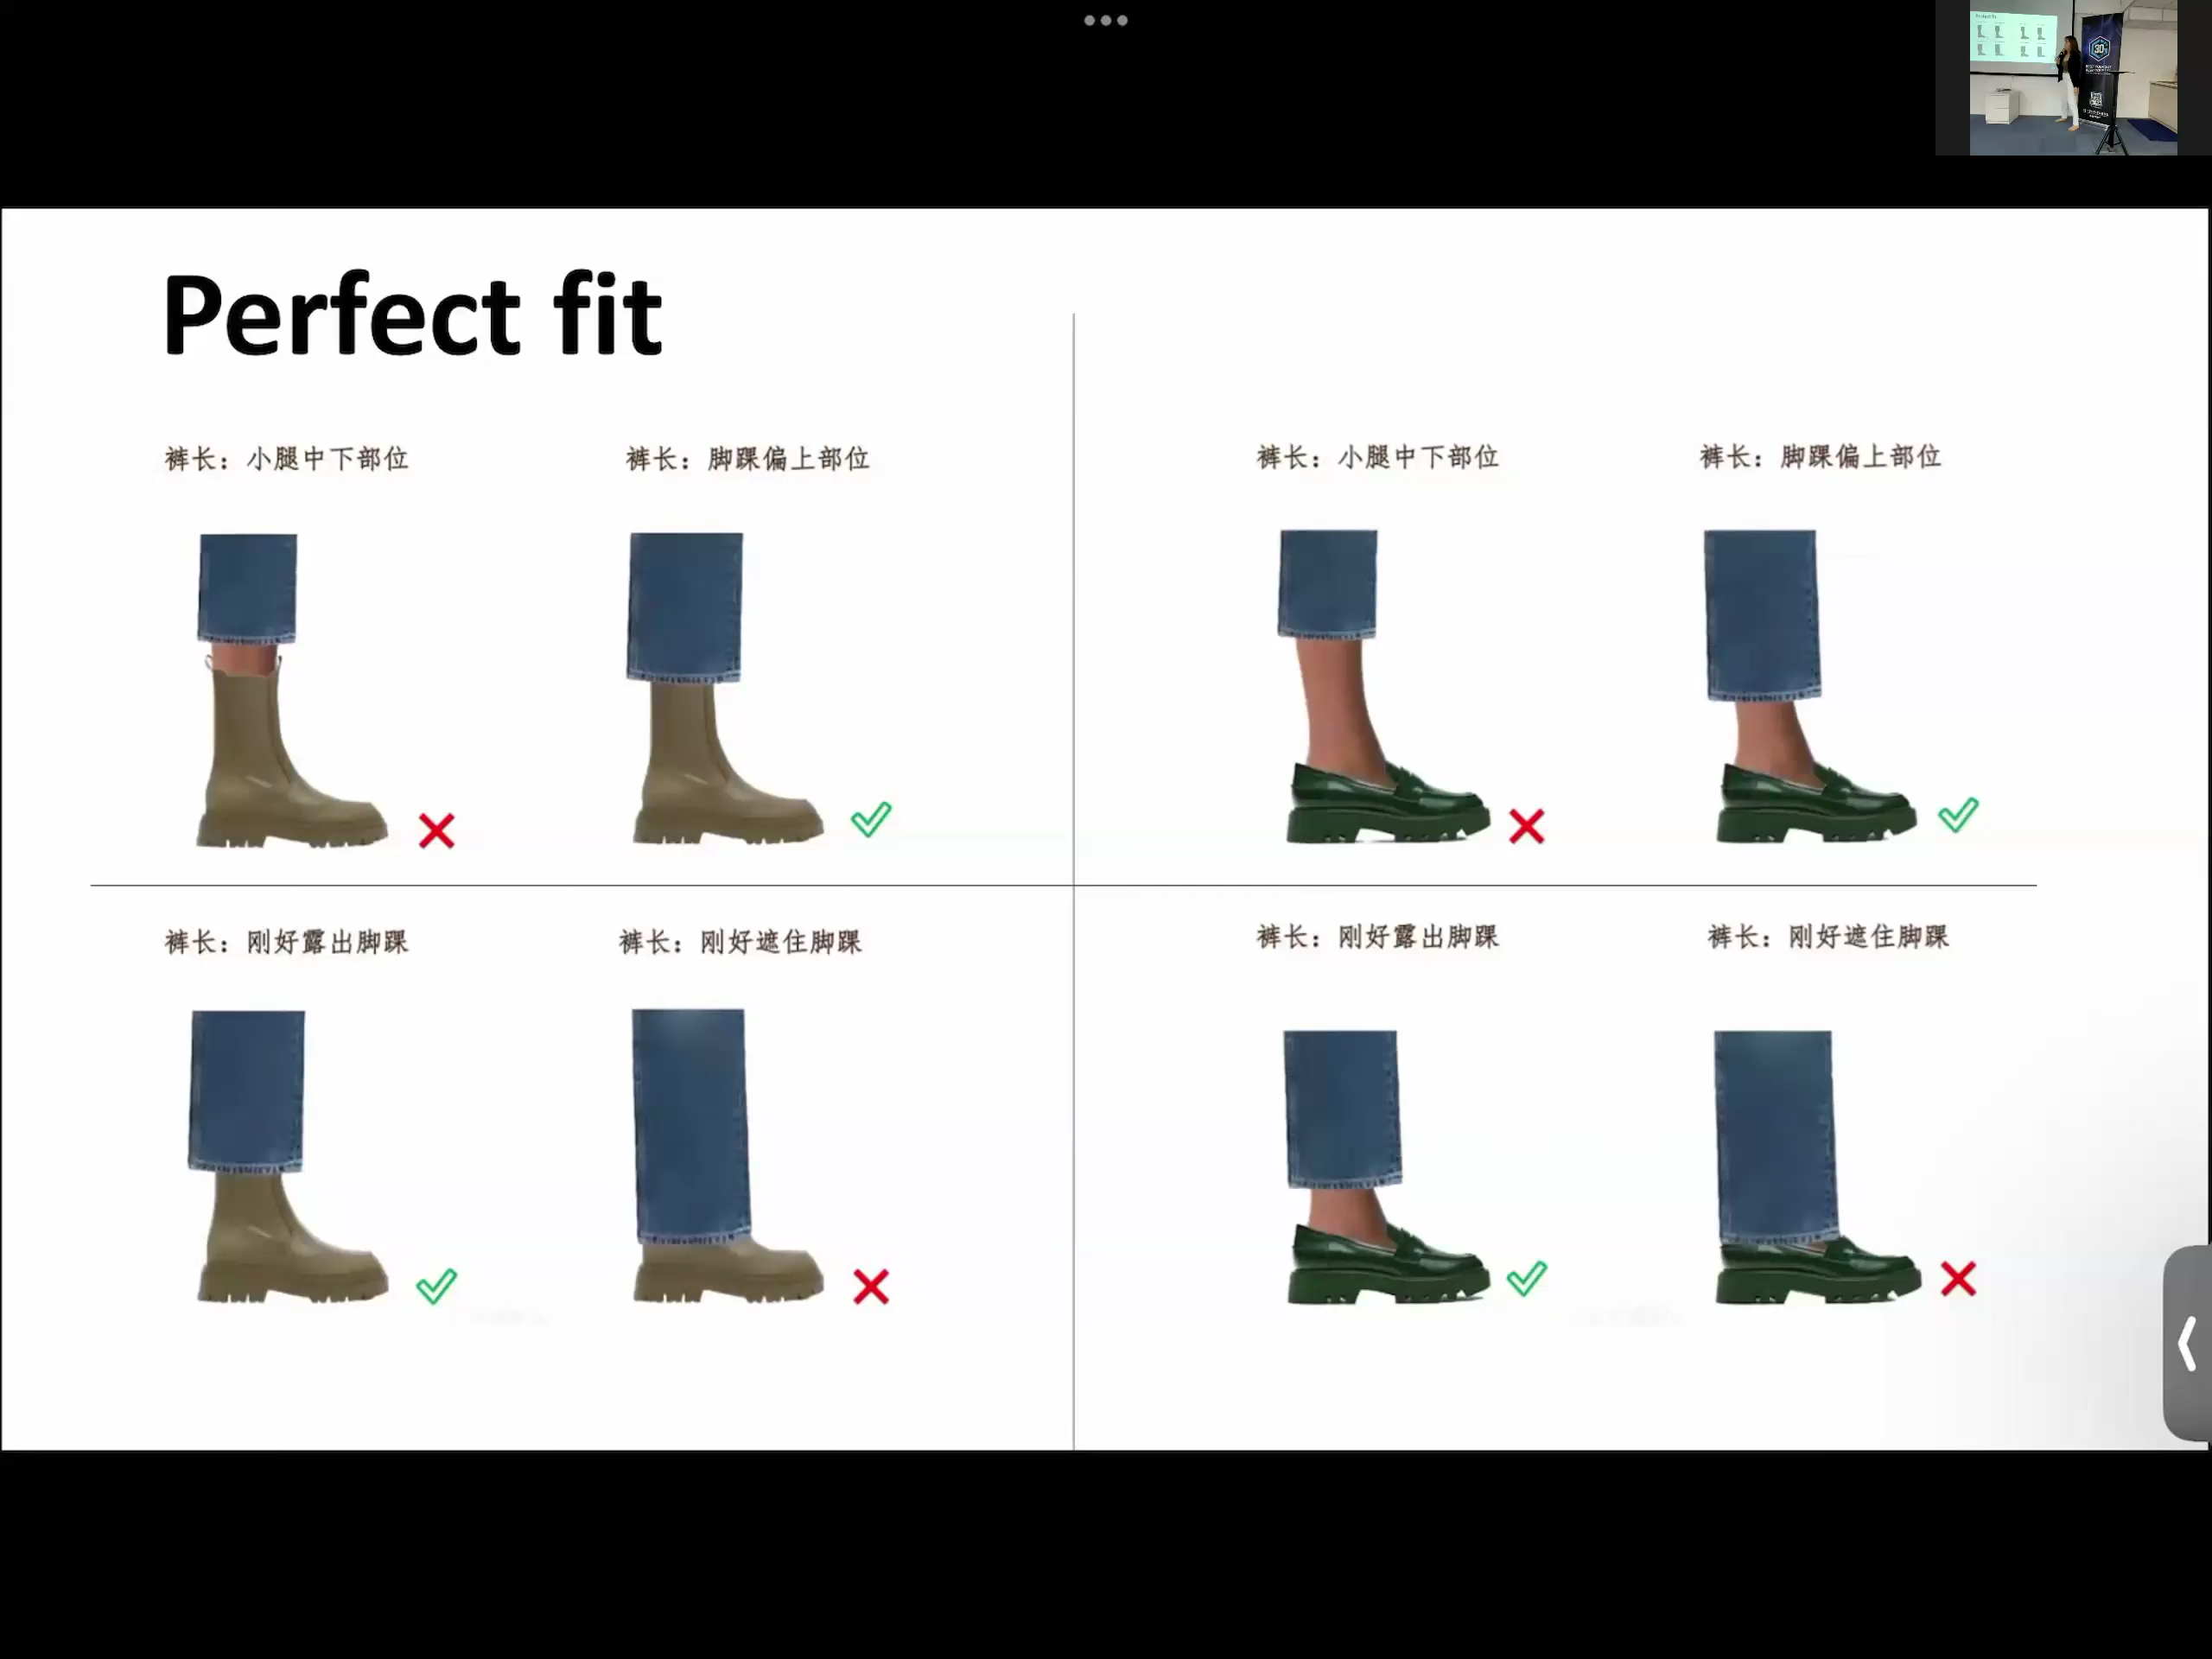 Perfect fit
裤长：小腿中下部位
裤长：脚踝偏上部位
裤长：小腿中下部位
裤长：脚踝偏上部位
裤长：刚好露出脚踝
裤长：刚好遮住脚踝
裤长：刚好露出脚踝
裤长：刚好遮住脚踝
30